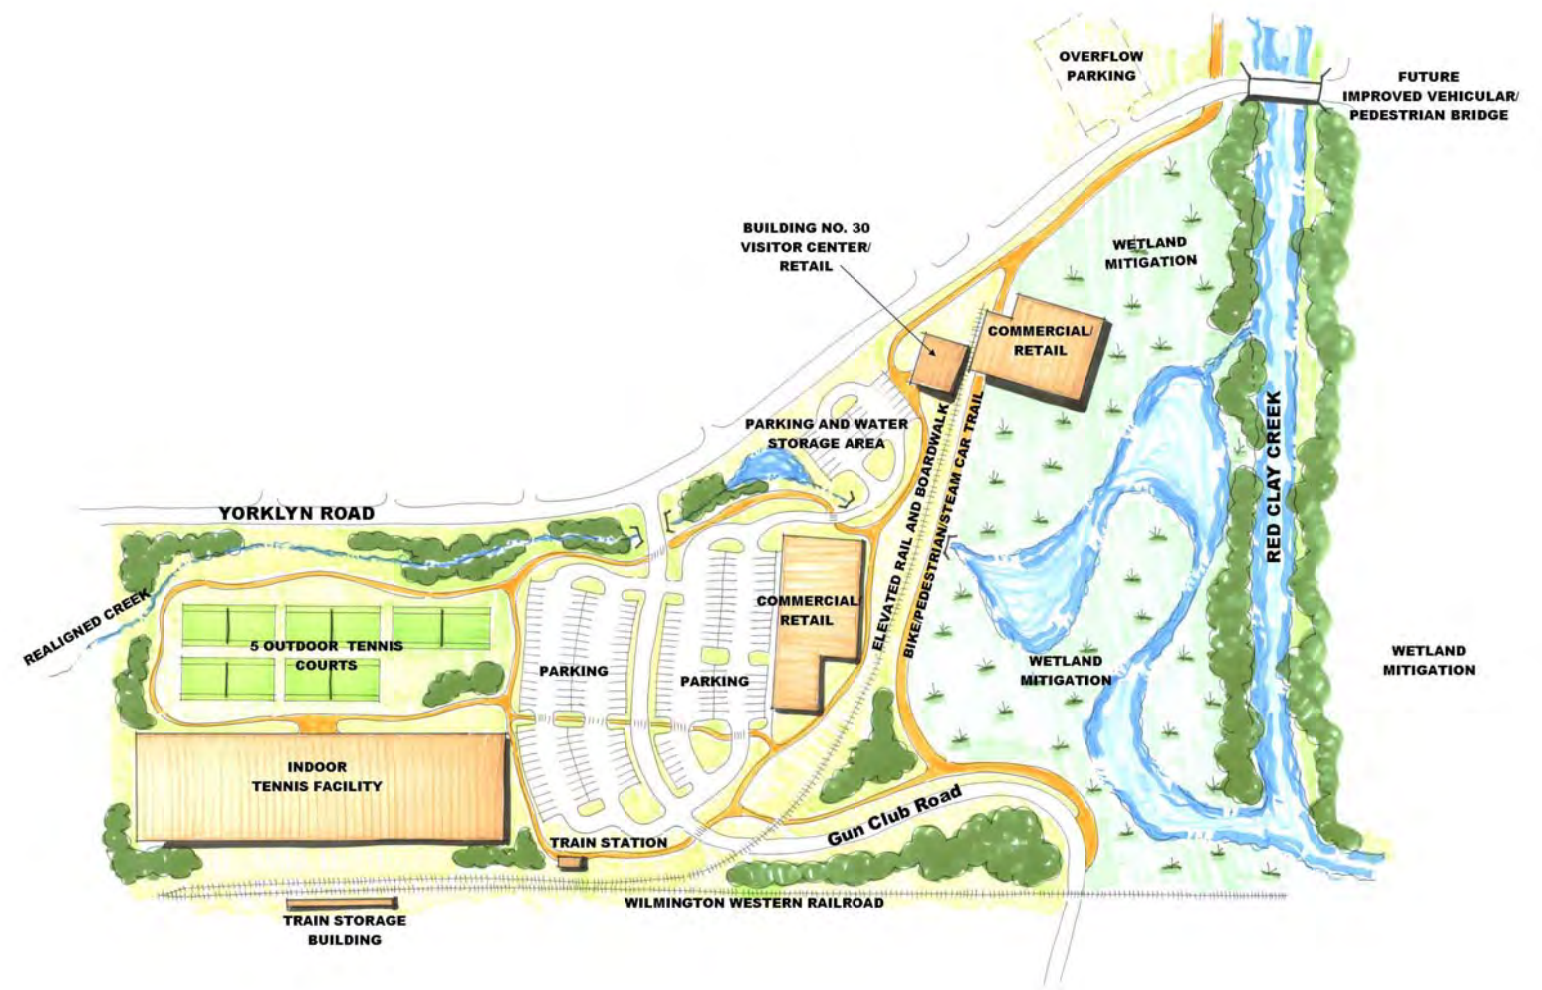 OVERFLOW
PARKING
FUTURE
IMPROVED VEHICULAR/
PEDESTRIAN BRIDGE
BUILDING NO. 30
VISITOR CENTER/
RETAIL
WETLAND
MITIGATION
COMMERCIAL/
RETAIL
PARKING AND WATER
STORAGE AREA
ELEVATED RAIL AND BOARDWALK
BIKE/PEDESTRIAN/STEAM CAR TRAIL
RED CLAY CREEK
YORKLYN ROAD
REALIGNED CREEK
5 OUTDOOR TENNIS
COURTS
PARKING
PARKING
COMMERCIAL/
RETAIL
WETLAND
MITIGATION
WETLAND
MITIGATION
INDOOR
TENNIS FACILITY
Gun Club Road
TRAIN STATION
WILMINGTON WESTERN RAILROAD
TRAIN STORAGE
BUILDING